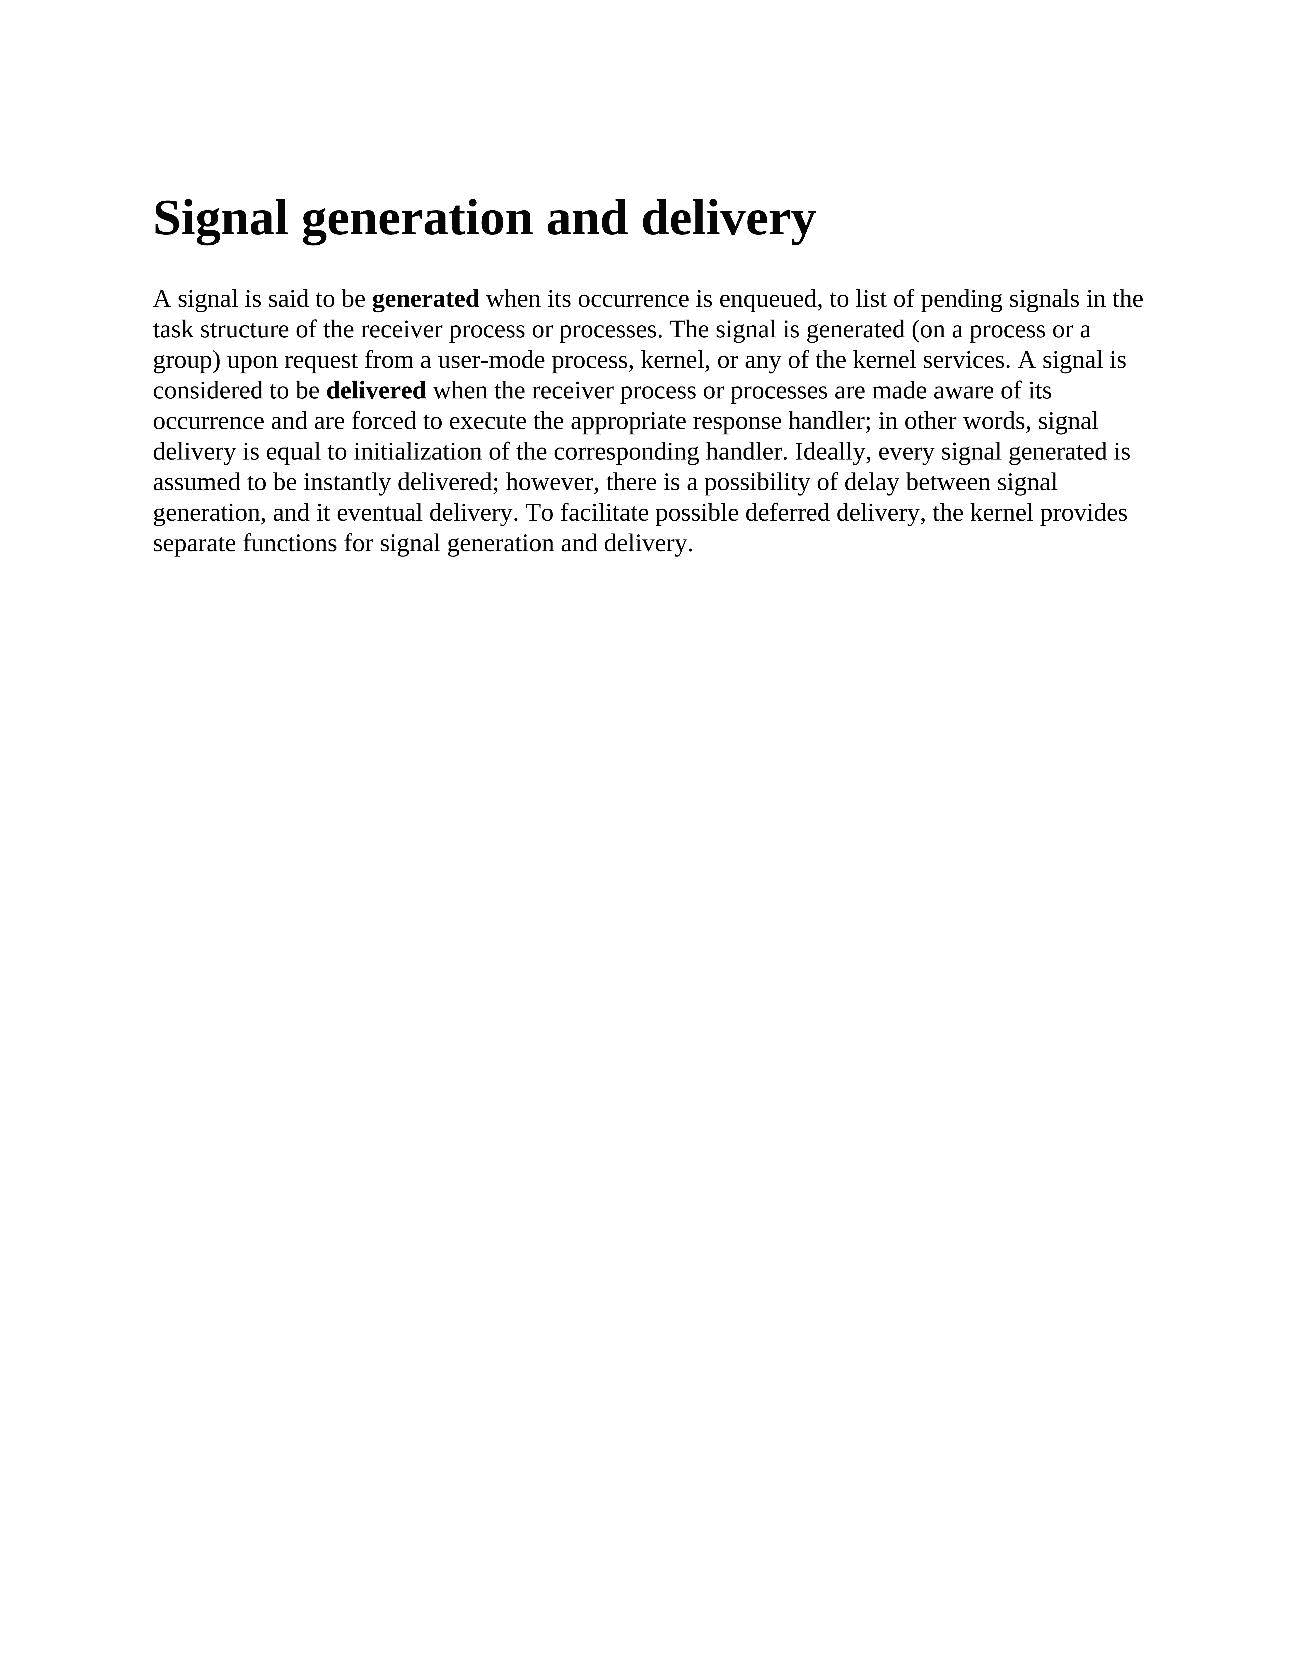 Signal generation and delivery
A signal is said to be generated when its occurrence is enqueued, to list of pending signals in the
task structure of the receiver process or processes. The signal is generated (on a process or a
group) upon request from a user-mode process, kernel, or any of the kernel services. A signal is
considered to be delivered when the receiver process or processes are made aware of its
occurrence and are forced to execute the appropriate response handler; in other words, signal
delivery is equal to initialization of the corresponding handler. Ideally, every signal generated is
assumed to be instantly delivered; however, there is a possibility of delay between signal
generation, and it eventual delivery. To facilitate possible deferred delivery, the kernel provides
separate functions for signal generation and delivery.